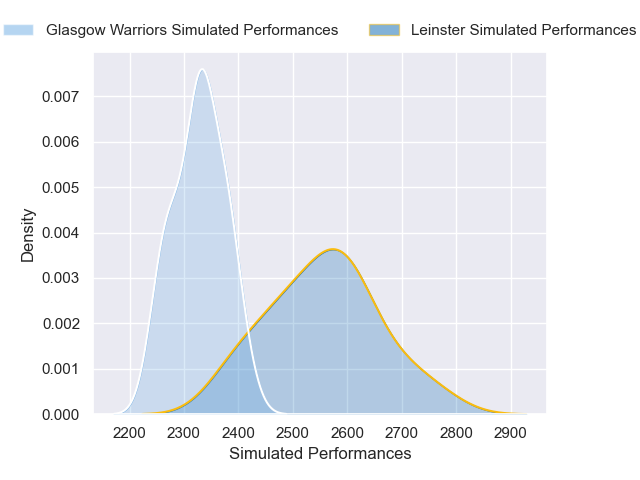 Glasgow Warriors Simulated Performances Leinster Simulated Performances
0.007
0.006
0.005
0.004
0.003
0.002
0.001
0.000
Density
2200 2300 2400 2500 2600 2700 2800 2900
Simulated Performances